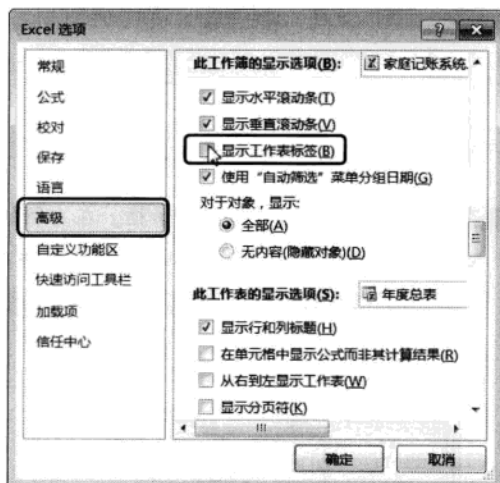 Excel 选项
常规
公式
校对
保存
语言
高级
自定义功能区
快速访问工具栏
加载项
信任中心
此工作簿的显示选项(B): 家庭记账系统
显示水平滚动条(T)
显示垂直滚动条(V)
显示工作表标签(B)
使用“自动筛选”菜单分组日期(G)
对于对象，显示:
全部(A)
无内容(隐藏对象)(D)
此工作表的显示选项(S): 年度总表
显示行和列标题(H)
在单元格中显示公式而非其计算结果(R)
从右到左显示工作表(W)
显示分页符(K)
确定 取消